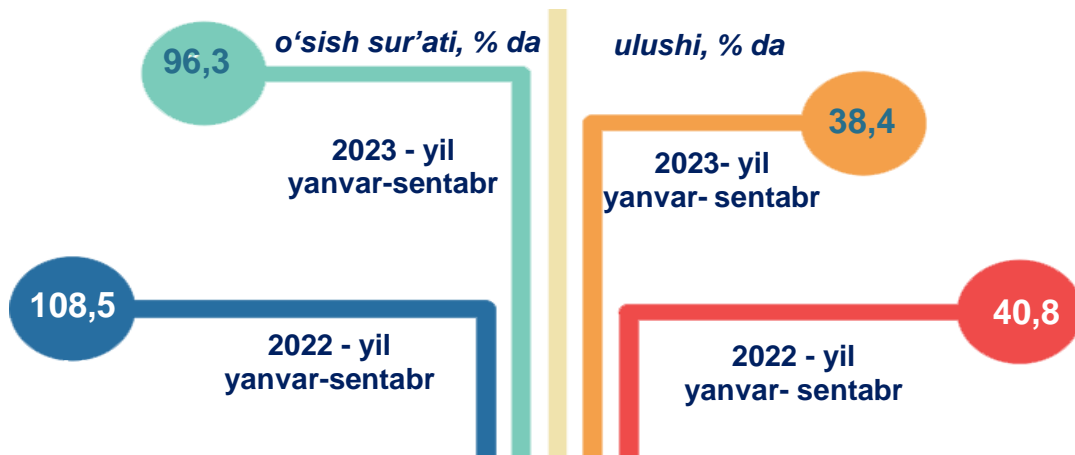 o‘sish sur’ati, % da
96,3
2023 - yil
yanvar-sentabr
108,5
2022 - yil
yanvar-sentabr
ulushi, % da
38,4
2023- yil
yanvar- sentabr
40,8
2022 - yil
yanvar- sentabr